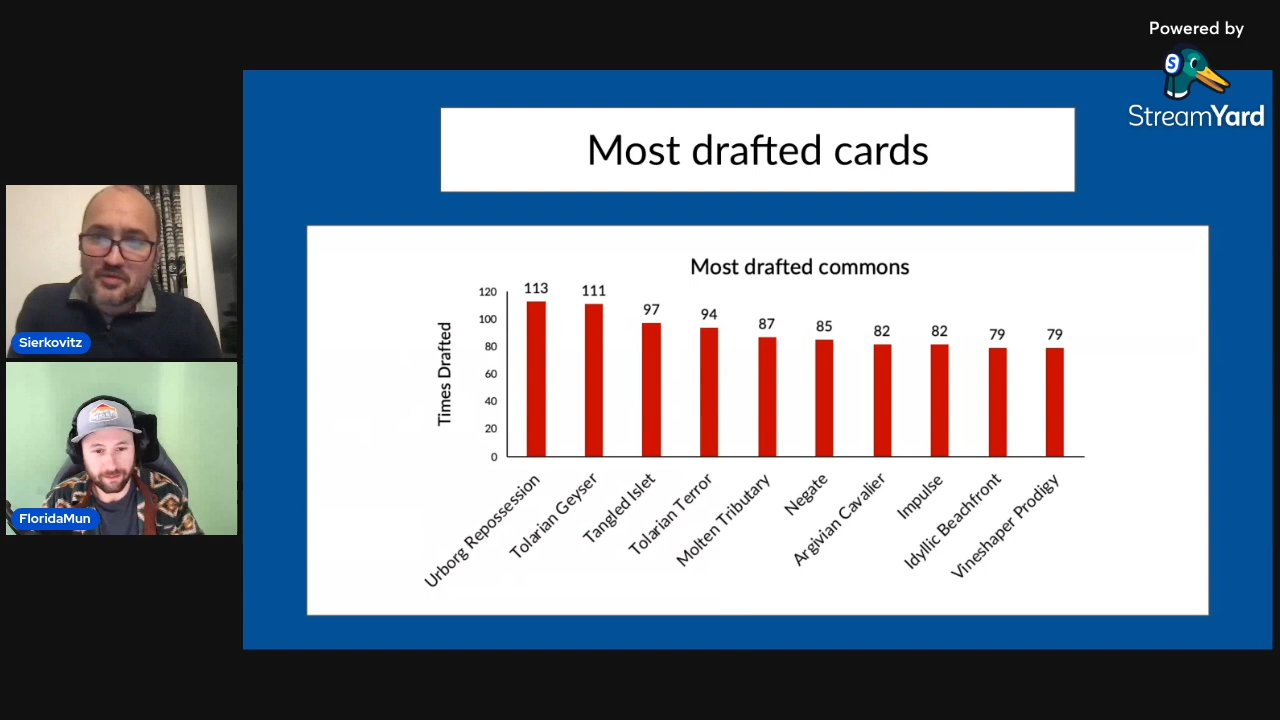 Powered by
StreamYard
Most drafted cards
Most drafted commons
Times Drafted
120
100
80
60
40
20
0
113
111
97
94
87
85
82
82
79
79
Urborg Repossession
Tolarian Geyser
Tangled Islet
Tolarian Terror
Molten Tributary
Negate
Argivian Cavalier
Impulse
Idyllic Beachfront
Vineshaper Prodigy
Sierkovitz
FloridaMun